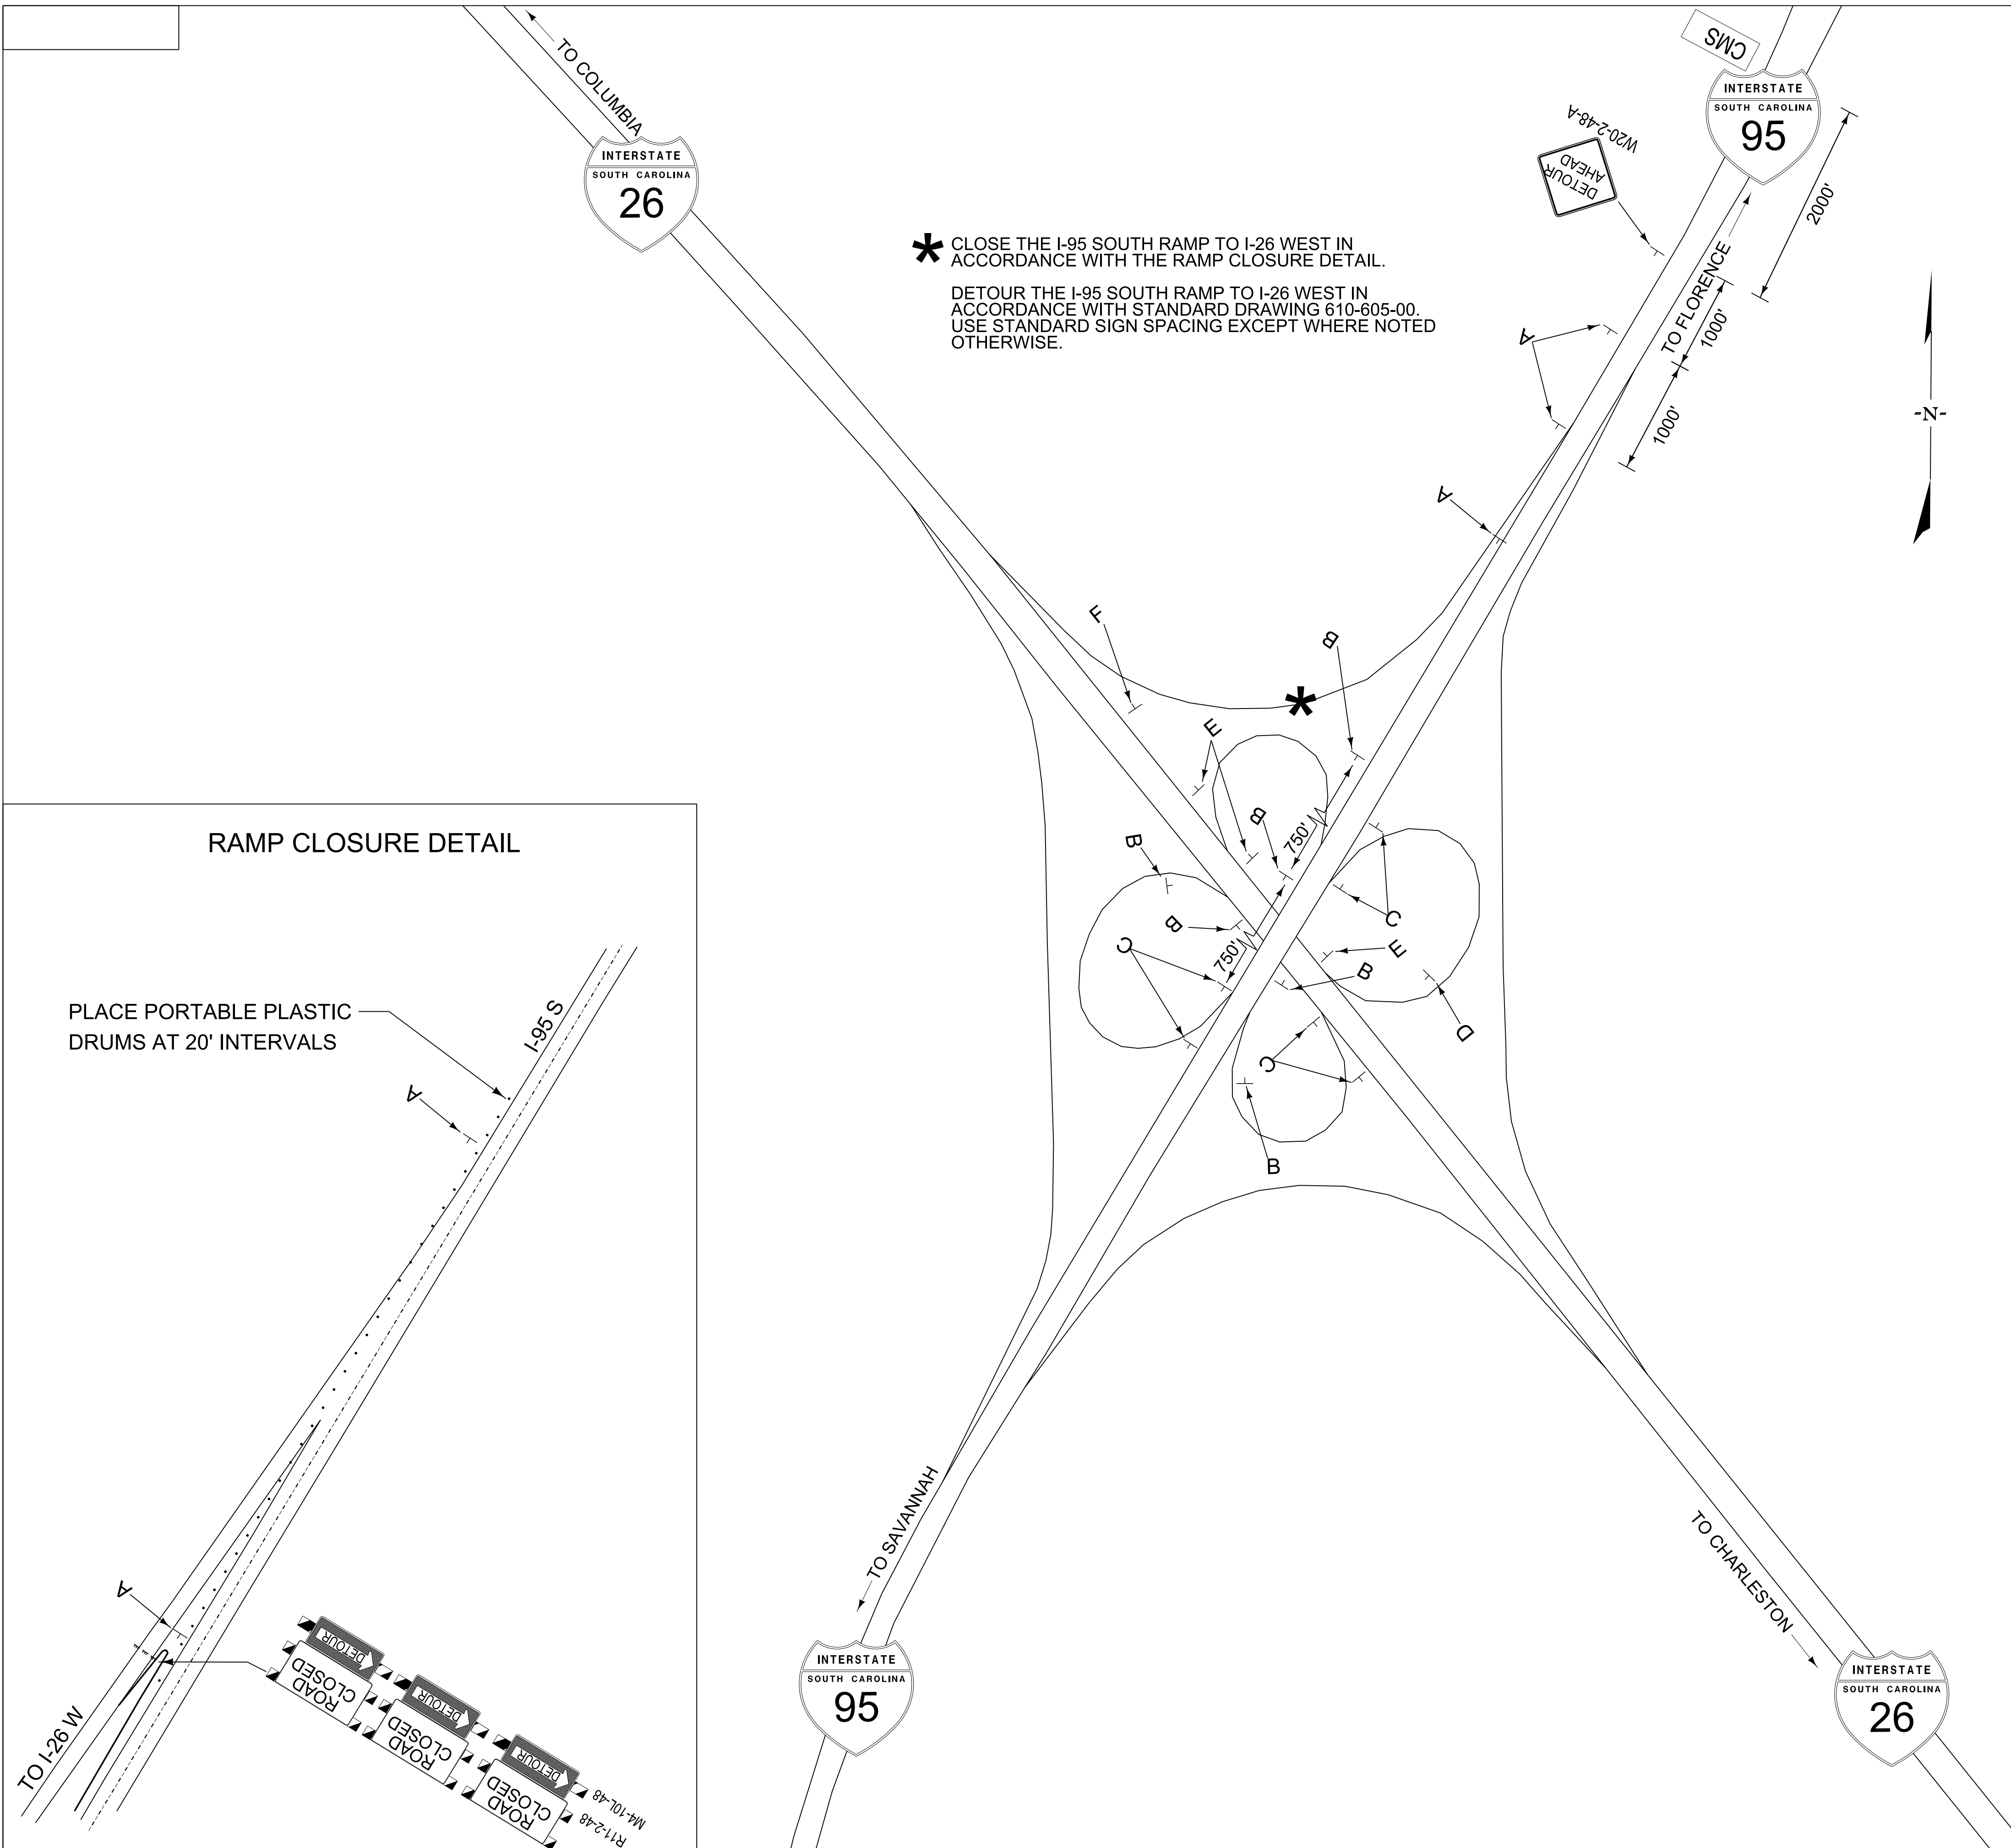 TO COLUMBIA
INTERSTATE
SOUTH CAROLINA
26
CMS
INTERSTATE
SOUTH CAROLINA
95
W20-2-48-A
DETOUR
AHEAD
2000'
TO FLORENCE
1000'
1000'
-N-
* CLOSE THE I-95 SOUTH RAMP TO I-26 WEST IN
ACCORDANCE WITH THE RAMP CLOSURE DETAIL.
DETOUR THE I-95 SOUTH RAMP TO I-26 WEST IN
ACCORDANCE WITH STANDARD DRAWING 610-605-00.
USE STANDARD SIGN SPACING EXCEPT WHERE NOTED
OTHERWISE.
A
A
F
B
*
E
B
750'
B
B
C
C
750'
E
B
D
C
B
RAMP CLOSURE DETAIL
PLACE PORTABLE PLASTIC
DRUMS AT 20' INTERVALS
I-95 S
A
A
TO I-26 W
DETOUR
ROAD
CLOSED
DETOUR
ROAD
CLOSED
DETOUR
ROAD
CLOSED
M4-10L-48
R11-2-48
TO SAVANNAH
INTERSTATE
SOUTH CAROLINA
95
TO CHARLESTON
INTERSTATE
SOUTH CAROLINA
26